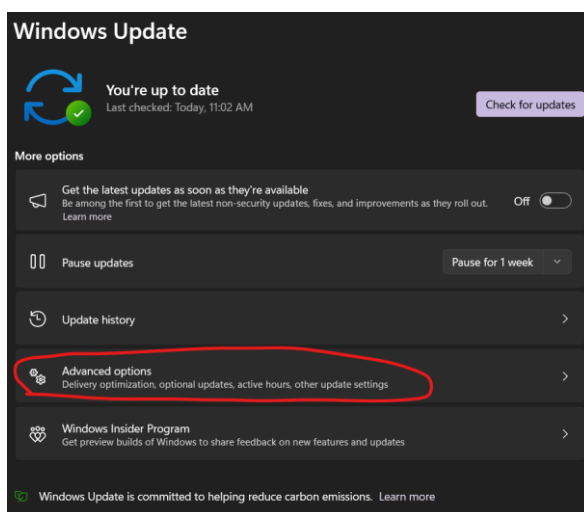 Windows Update
You're up to date
Last checked: Today, 11:02 AM
Check for updates
More options
Get the latest updates as soon as they're available
Be among the first to get the latest non-security updates, fixes, and improvements as they roll out.
Learn more
Off
Pause updates
Pause for 1 week
Update history
Advanced options
Delivery optimization, optional updates, active hours, other update settings
Windows Insider Program
Get preview builds of Windows to share feedback on new features and updates
Windows Update is committed to helping reduce carbon emissions. Learn more